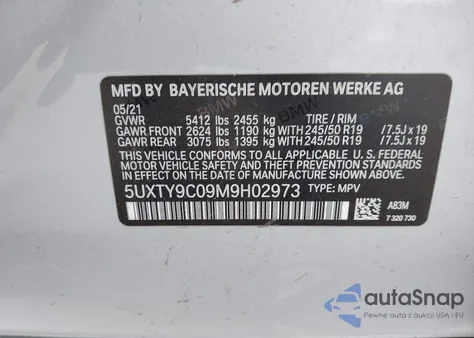 MFD BY BAYERISCHE MOTOREN WERKE AG
05/21
GVWR 5412 lbs 2455 kg TIRE / RIM
GAWR FRONT 2624 lbs 1190 kg WITH 245/50 R19 /7.5J x 19
GAWR REAR 3075 lbs 1395 kg WITH 245/50 R19 /7.5J x 19
THIS VEHICLE CONFORMS TO ALL APPLICABLE U.S. FEDERAL
MOTOR VEHICLE SAFETY, BUMPER, AND THEFT PREVENTION
STANDARDS IN EFFECT ON THE DATE OF MANUFACTURE SHOWN ABOVE.
5UXTY9C09M9H02973 TYPE: MPV
A83M
7 320 730
autoSnap
Pewne auta z USA i EU